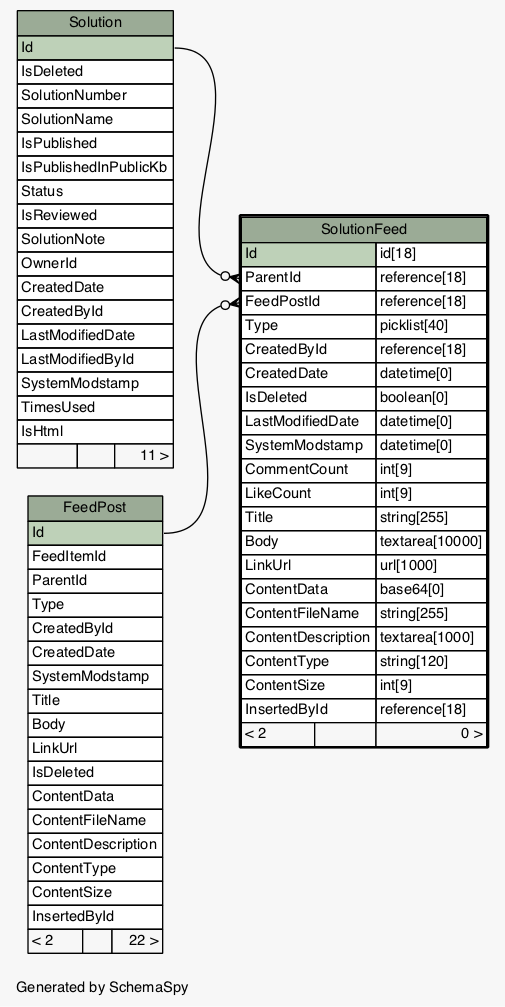 Solution
Id
IsDeleted
SolutionNumber
SolutionName
IsPublished
IsPublishedInPublicKb
Status
IsReviewed
SolutionNote
OwnerId
CreatedDate
CreatedById
LastModifiedDate
LastModifiedById
SystemModstamp
TimesUsed
IsHtml
11 >
SolutionFeed
Id id[18]
ParentId reference[18]
FeedPostId reference[18]
Type picklist[40]
CreatedById reference[18]
CreatedDate datetime[0]
IsDeleted boolean[0]
LastModifiedDate datetime[0]
SystemModstamp datetime[0]
CommentCount int[9]
LikeCount int[9]
Title string[255]
Body textarea[10000]
LinkUrl url[1000]
ContentData base64[0]
ContentFileName string[255]
ContentDescription textarea[1000]
ContentType string[120]
ContentSize int[9]
InsertedById reference[18]
< 2 0 >
FeedPost
Id
FeedItemId
ParentId
Type
CreatedById
CreatedDate
SystemModstamp
Title
Body
LinkUrl
IsDeleted
ContentData
ContentFileName
ContentDescription
ContentType
ContentSize
InsertedById
< 2 22 >
Generated by SchemaSpy